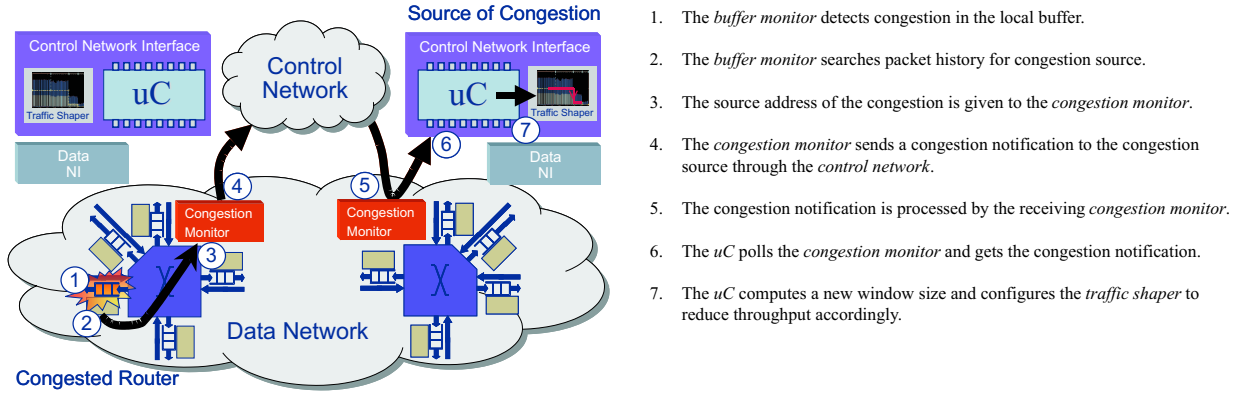 Source of Congestion
Control Network Interface
uC
Traffic Shaper
Data
NI
Control
Network
Control Network Interface
uC
Traffic Shaper
7
6
Data
NI
4
5
Congestion
Monitor
Congestion
Monitor
3
1
2
Data Network
Congested Router
1. The buffer monitor detects congestion in the local buffer.
2. The buffer monitor searches packet history for congestion source.
3. The source address of the congestion is given to the congestion monitor.
4. The congestion monitor sends a congestion notification to the congestion
source through the control network.
5. The congestion notification is processed by the receiving congestion monitor.
6. The uC polls the congestion monitor and gets the congestion notification.
7. The uC computes a new window size and configures the traffic shaper to
reduce throughput accordingly.